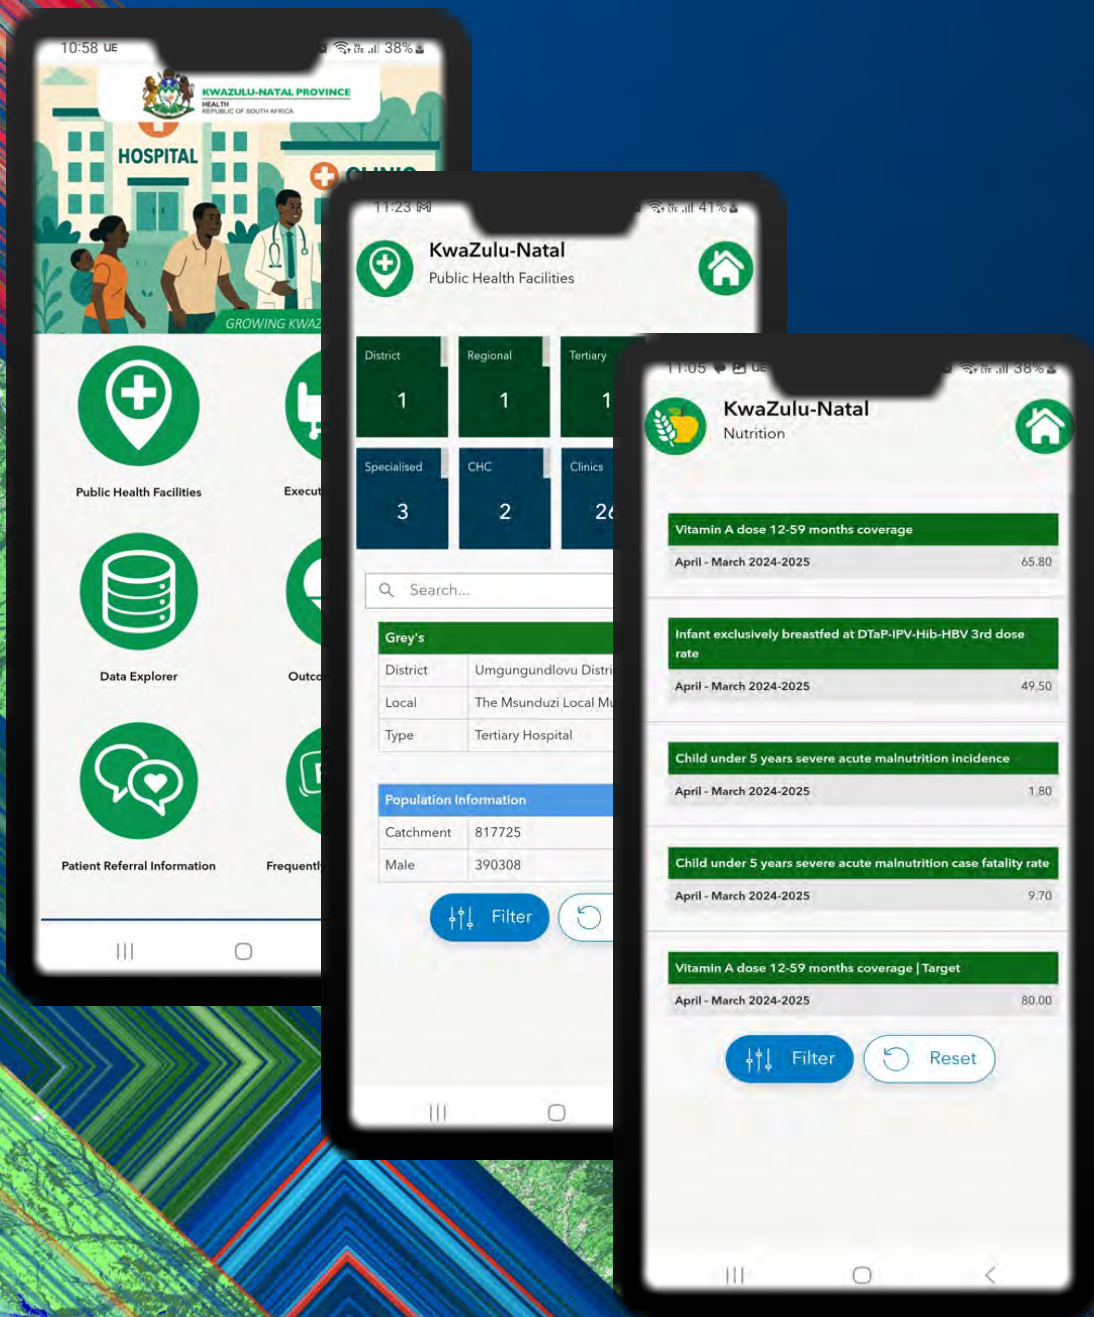 10:58 UE
38%
KWAZULU-NATAL PROVINCE
HEALTH
REPUBLIC OF SOUTH AFRICA
HOSPITAL
GROWING
Public Health Facilities
Data Explorer
Patient Referral Information
Frequently
11:23
41%
KwaZulu-Natal
Public Health Facilities
District
Regional
Tertiary
1
1
1
Specialised
CHC
Clinics
3
2
Search...
Grey's
District
Umgungundlovu
Local
The Msunduzi Local
Type
Tertiary Hospital
Population Information
Catchment
817725
Male
390308
Filter
11:05
38%
KwaZulu-Natal
Nutrition
Vitamin A dose 12-59 months coverage
April - March 2024-2025
65.80
Infant exclusively breastfed at DTaP-IPV-Hib-HBV 3rd dose
rate
April - March 2024-2025
49.50
Child under 5 years severe acute malnutrition incidence
April - March 2024-2025
1.80
Child under 5 years severe acute malnutrition case fatality rate
April - March 2024-2025
9.70
Vitamin A dose 12-59 months coverage | Target
April - March 2024-2025
80.00
Filter
Reset